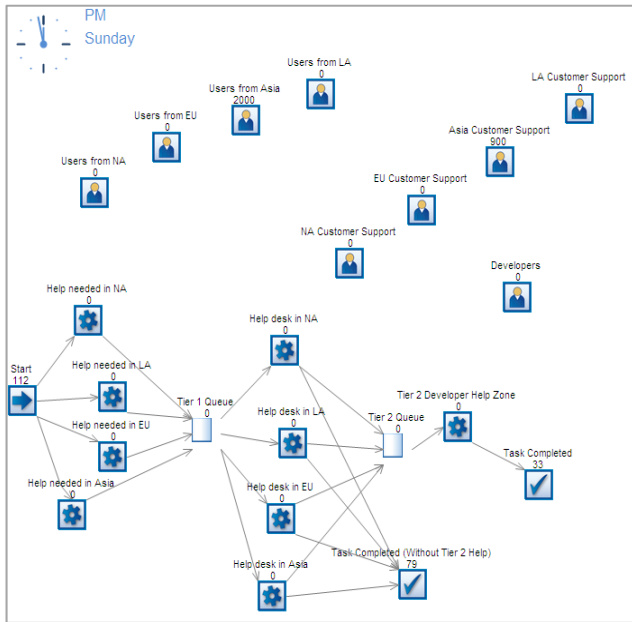 PM
Sunday
Users from LA
0
LA Customer Support
0
Users from Asia
2000
Users from EU
0
Asia Customer Support
900
Users from NA
0
EU Customer Support
0
NA Customer Support
0
Developers
0
Help needed in NA
0
Help desk in NA
0
Start
112
Help needed in LA
0
Tier 1 Queue
0
Help desk in LA
0
Tier 2 Queue
0
Tier 2 Developer Help Zone
0
Help needed in EU
0
Task Completed
33
Help needed in Asia
0
Help desk in EU
0
Help desk in Asia
0
Task Completed (Without Tier 2 Help)
79